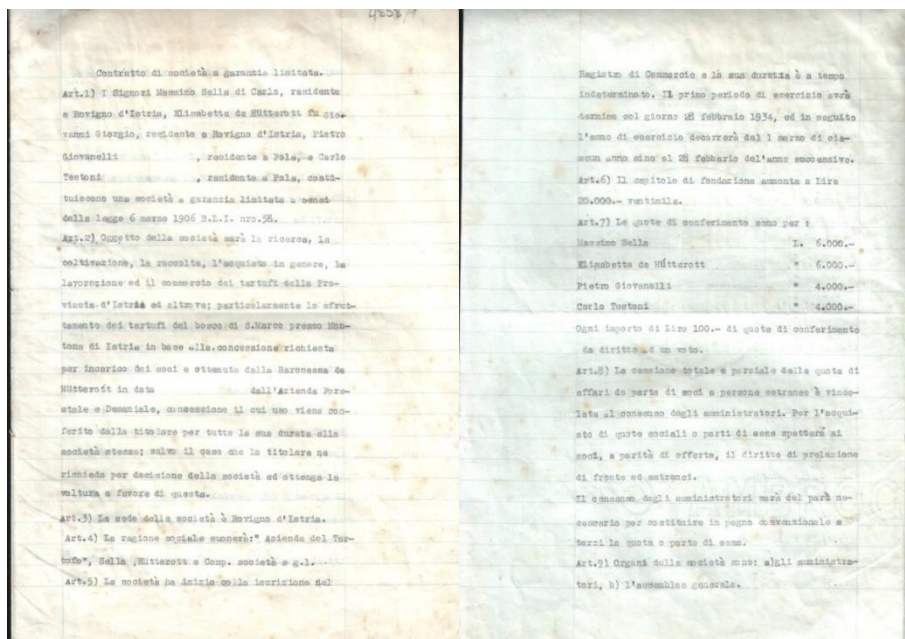 4258/1
Contratto di società a garanzia limitata.
Art.1) I Signori Massimo Sella di Carlo, residente
a Rovigno d'Istria, Elisabetta de Hütterott fu Gio-
vanni Giorgio, residente a Rovigno d'Istria, Pietro
Giovanelli , residente a Pola, e Carlo
Testoni , residente a Pola, costi-
tuiscono una società a garanzia limitata a sensi
della legge 6 marzo 1906 B.L.I. nro.58.
Art.2) Oggetto della società sarà la ricerca, la
coltivazione, la raccolta, l'acquisto in genere, la
lavorazione ed il commercio dei tartufi della Pro-
vincia d'Istria ed altrove; particolarmente lo sfrut-
tamento dei tartufi del bosco di S.Marco presso Mon-
tona di Istria in base alla concessione richiesta
per incarico dei soci e ottenuta dalla Baronessa de
Hütterott in data dall'Azienda Fore-
stale e Demaniale, concessione il cui uso viene con-
ferito dalla titolare per tutta la sua durata alla
società stessa; salvo il caso che la titolare ne
richieda per decisione della società ed ottenga la
voltura a favore di questa.
Art.3) La sede della società è Rovigno d'Istria.
Art.4) La ragione sociale suonerà:" Azienda del Tar-
tufo", Sella ,Hütterott e Comp. società a g.l.
Art.5) La società ha inizio colla iscrizione nel
Registro di Commercio e la sua durata è a tempo
indeterminato. Il primo periodo di esercizio avrà
termine col giorno 28 febbraio 1934, ed in seguito
l'anno di esercizio decorrerà dal 1 marzo di cia-
scun anno sino al 28 febbario del'anno successivo.
Art.6) Il capitolo di fondazione ammonta a Lire
20.000.- ventimila.
Art.7) Le quote di conferimento sono per :
Massimo Sella L. 6.000.-
Elisabetta de Hütterott " 6.000.-
Pietro Giovanelli " 4.000.-
Carlo Testoni " 4.000.-
Ogni importo di Lire 100.- di quota di conferimento
da diritto ad un voto.
Art.8) La cessione totale e parziale della quota di
affari da parte di soci a persone estranee è vinco-
lata al consenso degli amministratori. Per l'acqui-
sto di quote sociali o parti di esse spetterà ai
soci, a parità di offerte, il diritto di prelazione
di fronte ad estranei.
Il consenso degli amministratori sarà del pari ne-
cessario per costituire in pegno convenzionale a
terzi la quota o parte di esse.
Art.9) Organi della società sono: a)gli amministra-
tori, b) l'assemblea generale.